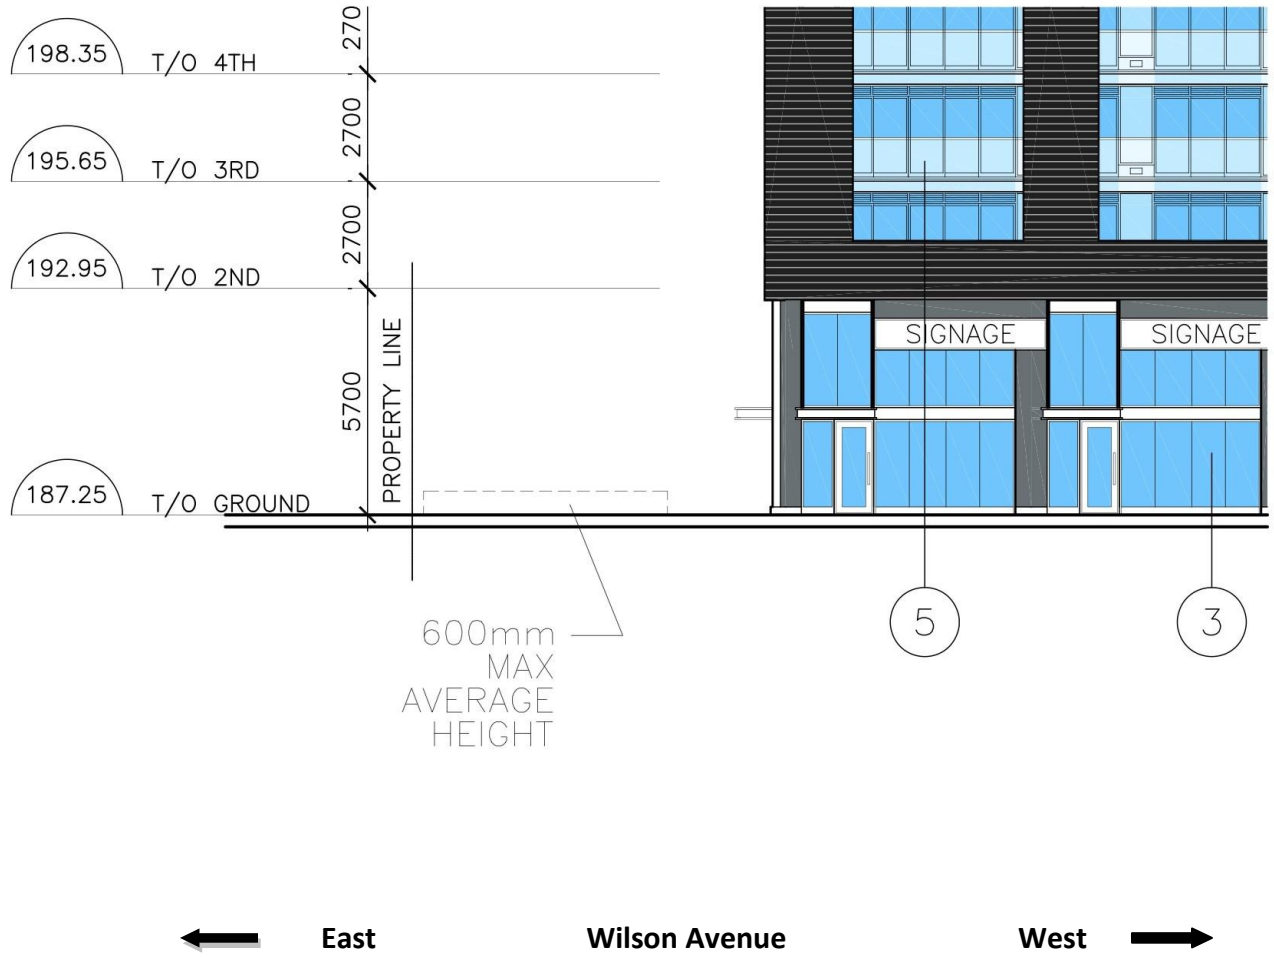 198.35 T/O 4TH
270
2700
195.65 T/O 3RD
2700
192.95 T/O 2ND
5700
PROPERTY LINE
187.25 T/O GROUND
SIGNAGE SIGNAGE
5 3
600mm
MAX
AVERAGE
HEIGHT
East Wilson Avenue West